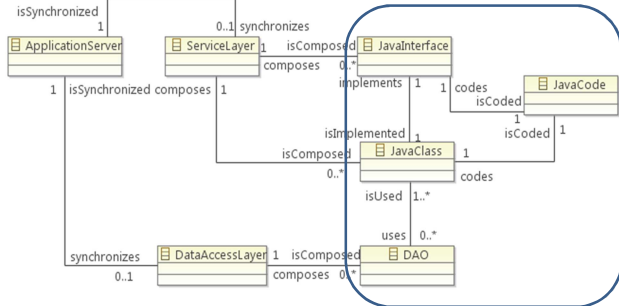 isSynchronized
1
0..1 synchronizes
ApplicationServer
ServiceLayer
1 isComposed
composes 0..*
JavaInterface
implements 1
1 codes
isCoded
1
JavaCode
1 isSynchronized
composes 1
isCoded 1
isImplemented 1
isComposed
0..*
JavaClass
1
codes
isUsed 1..*
uses 0..*
synchronizes
0..1
DataAccessLayer
1 isComposed
composes 0..*
DAO